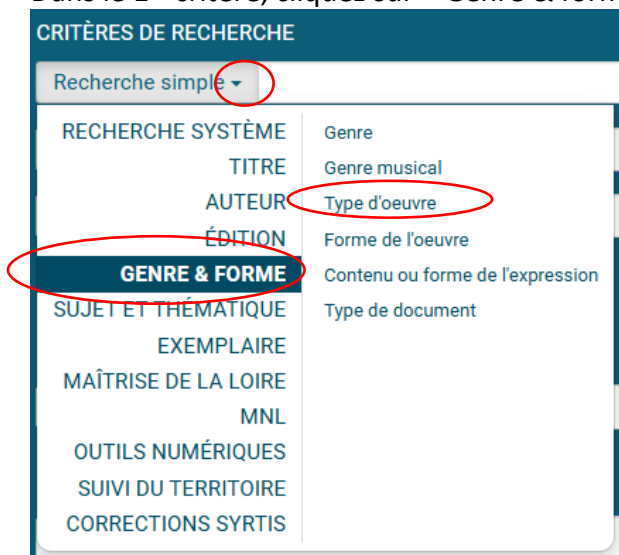 CRITÈRES DE RECHERCHE
Recherche simple
RECHERCHE SYSTÈME
TITRE
AUTEUR
ÉDITION
GENRE & FORME
SUJET ET THÉMATIQUE
EXEMPLAIRE
MAÎTRISE DE LA LOIRE
MNL
OUTILS NUMÉRIQUES
SUIVI DU TERRITOIRE
CORRECTIONS SYRTIS
Genre
Genre musical
Type d'oeuvre
Forme de l'oeuvre
Contenu ou forme de l'expression
Type de document